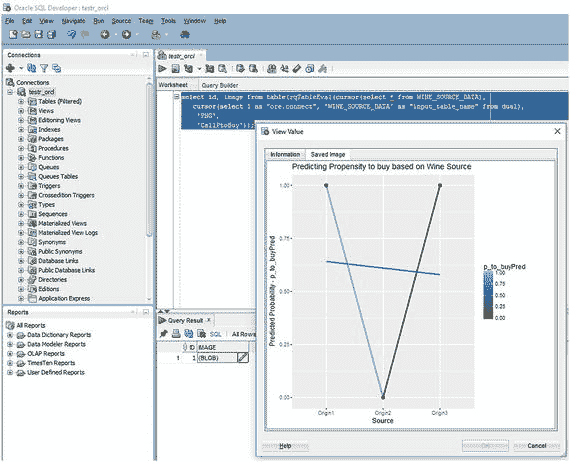 Oracle SQL Developer : testr_orcl
File Edit View Navigate Run Source Team Tools Window Help
Connections
Connections
testr_orcl
Tables (Filtered)
Views
Editioning Views
Indexes
Packages
Procedures
Functions
Queues
Queues Tables
Triggers
Crossedition Triggers
Types
Sequences
Materialized Views
Materialized View Logs
Synonyms
Public Synonyms
Database Links
Public Database Links
Directories
Editions
Application Express
Reports
All Reports
Data Dictionary Reports
Data Modeler Reports
OLAP Reports
TimesTen Reports
User Defined Reports
testr_orcl
Worksheet Query Builder
select id, image from table(rqTableEval(cursor(select * from WINE_SOURCE_DATA),
cursor(select 1 as "ore.connect", "WINE_SOURCE_DATA" as "input_table_name" from dual),
'PNG',
'CallPtoBuy'));
Query Result
SQL All Rows
ID IMAGE
1 1 (BLOB)
View Value
Information Saved Image
Predicting Propensity to buy based on Wine Source
Predicted Probability - p_to_buyPred
1.00
0.75
0.50
0.25
0.00
Orgin1 Orgin2 Orgin3
Source
p_to_buyPred
1.00
0.75
0.50
0.25
0.00
Help Cancel